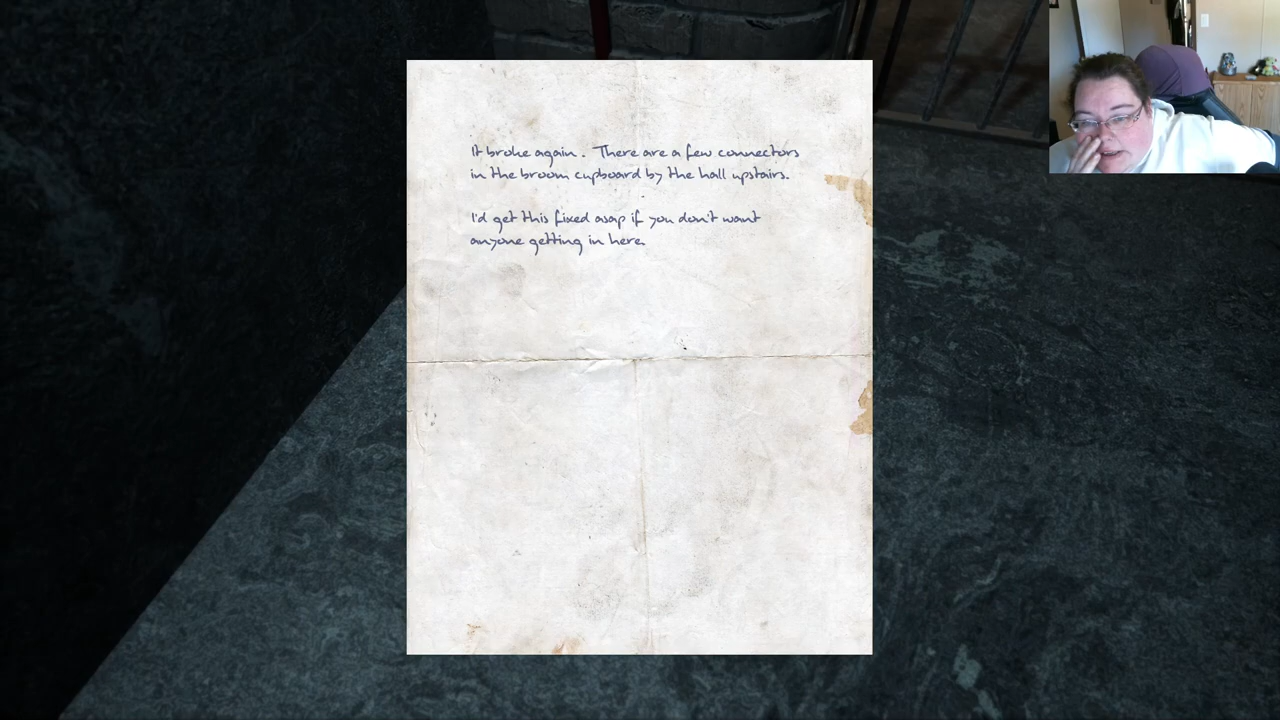 It broke again. There are a few connectors
in the broom cupboard by the hall upstairs.
I'd get this fixed asap if you don't want
anyone getting in here.